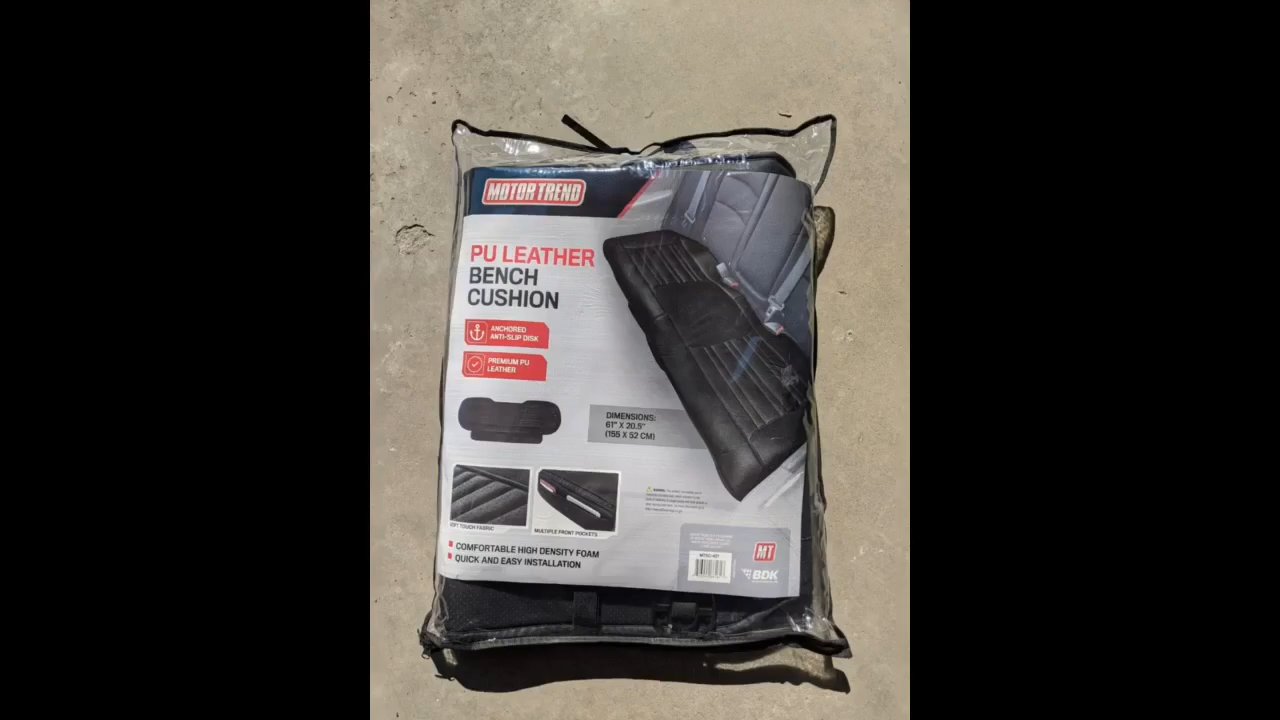 MOTOR TREND
PU LEATHER
BENCH
CUSHION
ANCHORED
ANTI-SLIP DISK
PREMIUM PU
LEATHER
DIMENSIONS:
61" X 20.5"
(155 X 52 CM)
TOUCH FABRIC
MULTIPLE FRONT POCKETS
COMFORTABLE HIGH DENSITY FOAM
QUICK AND EASY INSTALLATION
WARNING:
MT
BDK